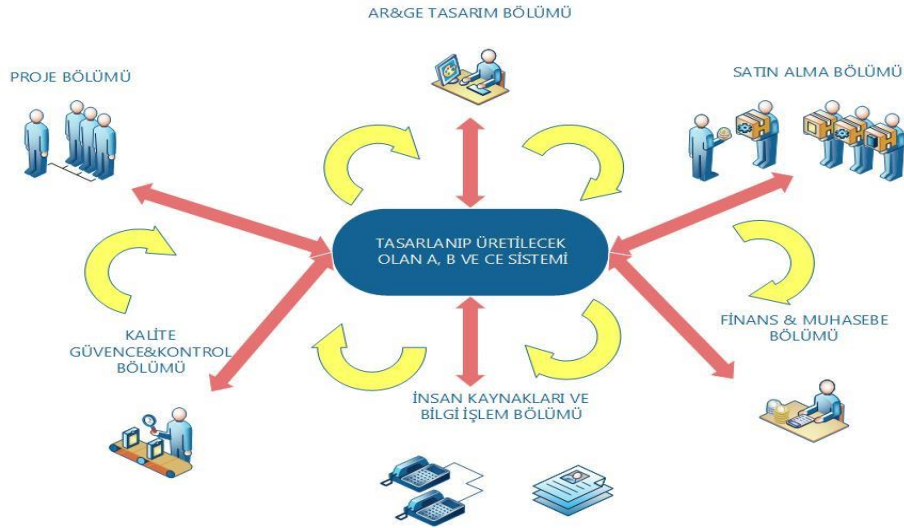 AR&GE TASARIM BÖLÜMÜ
PROJE BÖLÜMÜ
SATIN ALMA BÖLÜMÜ
TASARLANIP ÜRETİLECEK
OLAN A, B VE CE SİSTEMİ
KALİTE
GÜVENCE&KONTROL
BÖLÜMÜ
FİNANS & MUHASEBE
BÖLÜMÜ
İNSAN KAYNAKLARI VE
BİLGİ İŞLEM BÖLÜMÜ